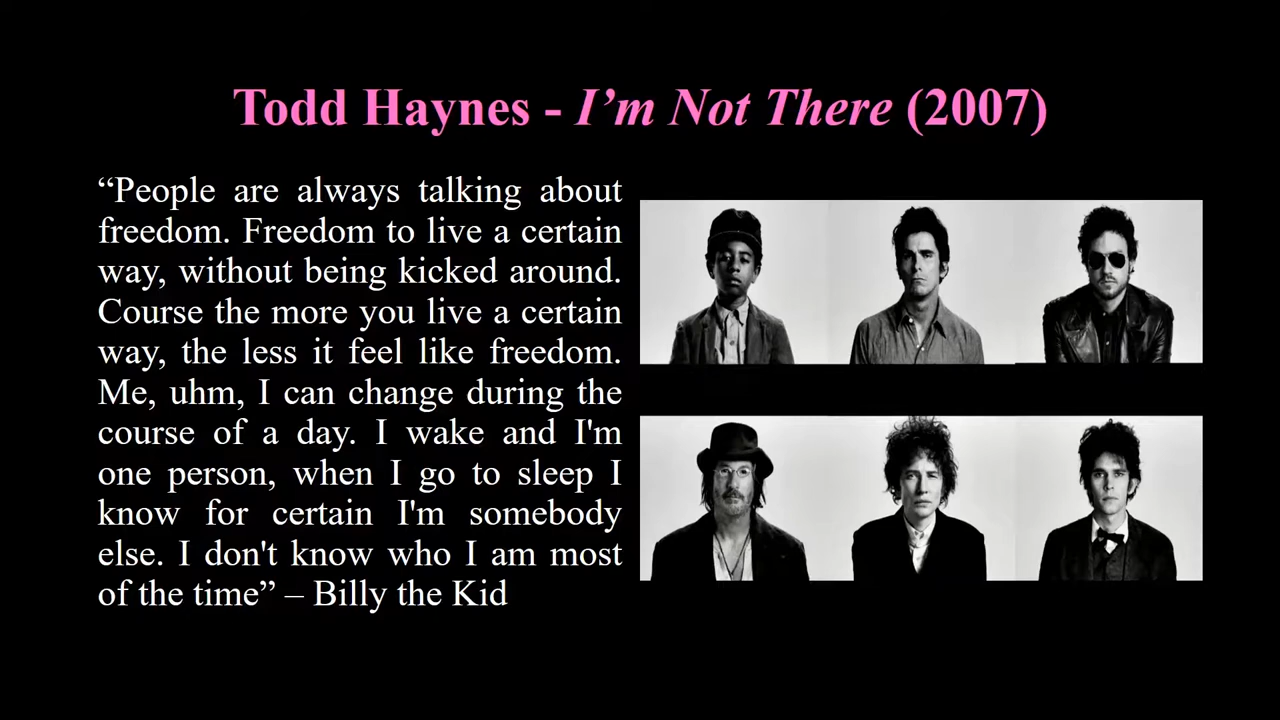 Todd Haynes - I’m Not There (2007)
“People are always talking about
freedom. Freedom to live a certain
way, without being kicked around.
Course the more you live a certain
way, the less it feel like freedom.
Me, uhm, I can change during the
course of a day. I wake and I'm
one person, when I go to sleep I
know for certain I'm somebody
else. I don't know who I am most
of the time” – Billy the Kid